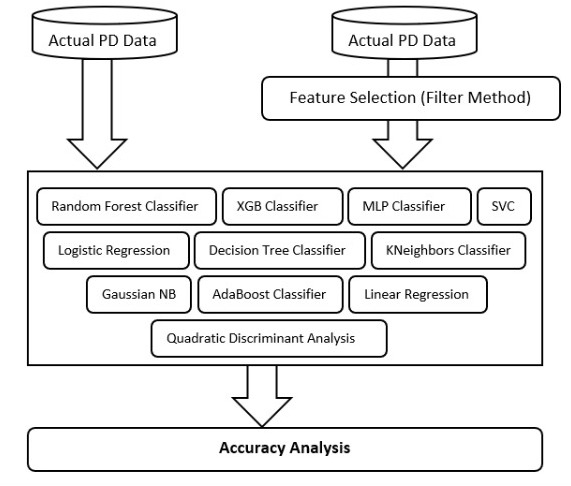 Actual PD Data
Actual PD Data
Feature Selection (Filter Method)
Random Forest Classifier
XGB Classifier
MLP Classifier
SVC
Logistic Regression
Decision Tree Classifier
KNeighbors Classifier
Gaussian NB
AdaBoost Classifier
Linear Regression
Quadratic Discriminant Analysis
Accuracy Analysis